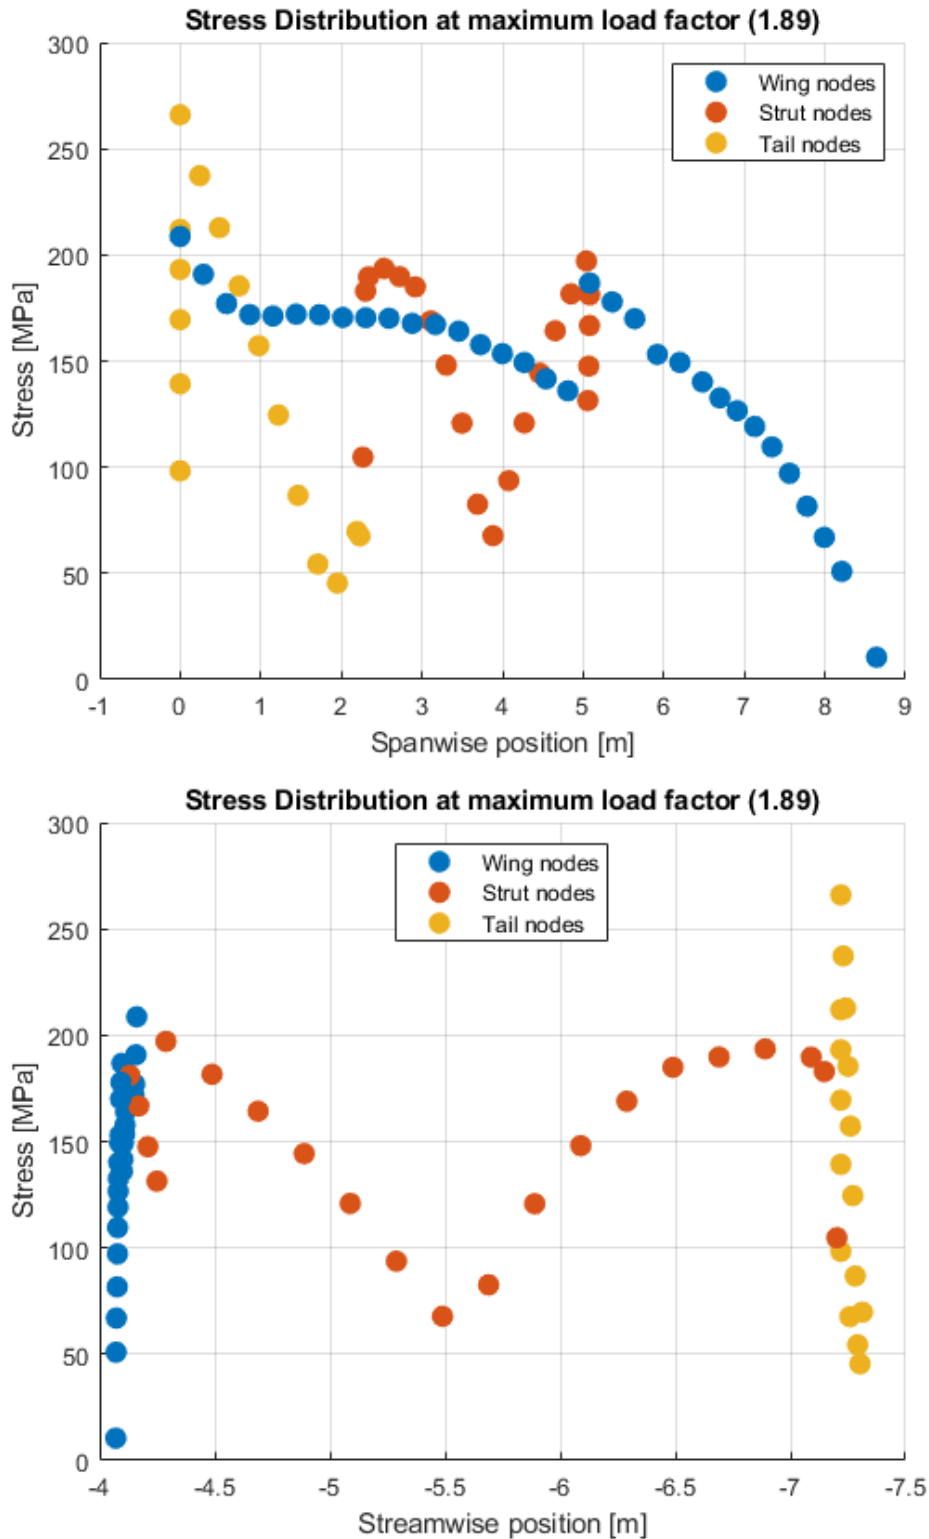 Stress Distribution at maximum load factor (1.89)
300
250
200
150
100
50
0
Stress [MPa]
Wing nodes
Strut nodes
Tail nodes
-1 0 1 2 3 4 5 6 7 8 9
Spanwise position [m]
Stress Distribution at maximum load factor (1.89)
300
250
200
150
100
50
0
Stress [MPa]
Wing nodes
Strut nodes
Tail nodes
-4 -4.5 -5 -5.5 -6 -6.5 -7 -7.5
Streamwise position [m]